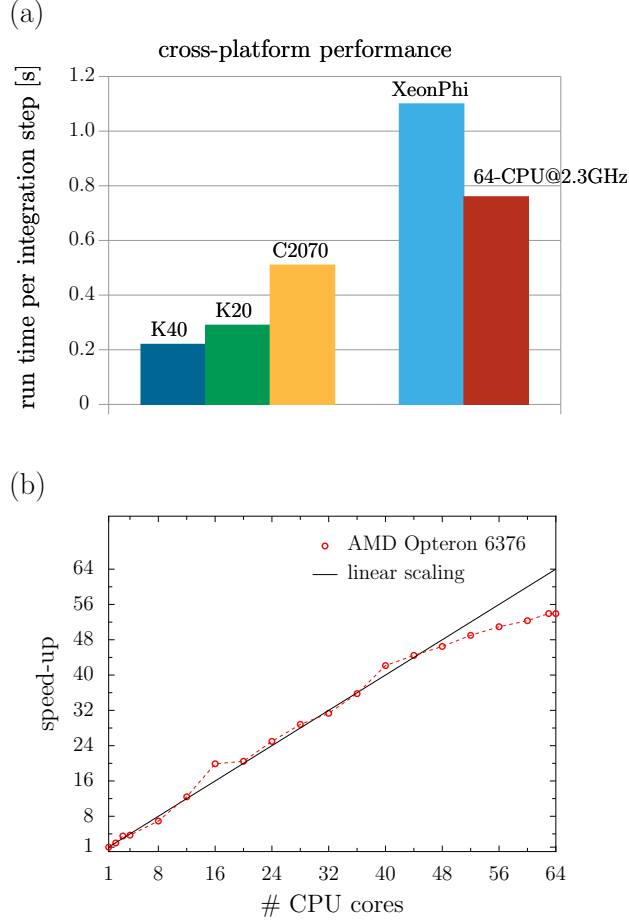 (a)
cross-platform performance
run time per integration step [s]
1.2
1.0
0.8
0.6
0.4
0.2
0
XeonPhi
64-CPU@2.3GHz
C2070
K20
K40
(b)
AMD Opteron 6376
linear scaling
speed-up
64
56
48
40
32
24
16
8
1
1 8 16 24 32 40 48 56 64
# CPU cores